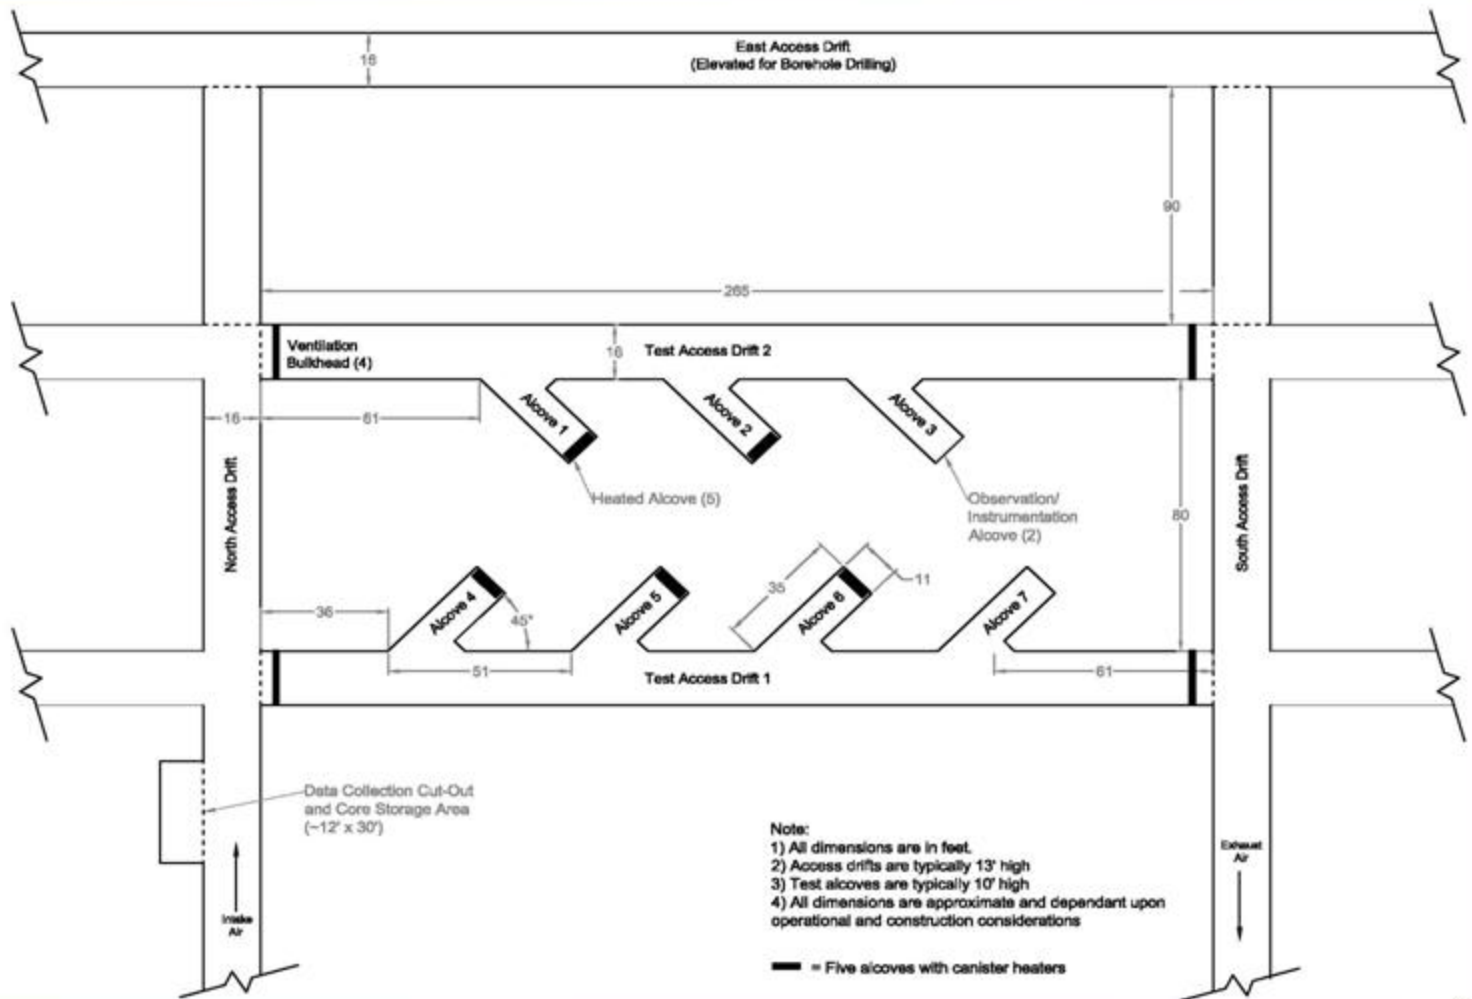 East Access Drift
(Elevated for Borehole Drilling)
16
90
265
Ventilation
Bulkhead (4)
16
Test Access Drift 2
16
61
Alcove 1
Alcove 2
Alcove 3
North Access Drift
Heated Alcove (5)
Observation/
Instrumentation
Alcove (2)
80
South Access Drift
36
Alcove 4
45°
Alcove 5
35
Alcove 6
11
Alcove 7
51
Test Access Drift 1
61
Data Collection Cut-Out
and Core Storage Area
(~12' x 30')
Note:
1) All dimensions are in feet.
2) Access drifts are typically 13' high
3) Test alcoves are typically 10' high
4) All dimensions are approximate and dependant upon
operational and construction considerations
= Five alcoves with canister heaters
Intake
Air
Exhaust
Air